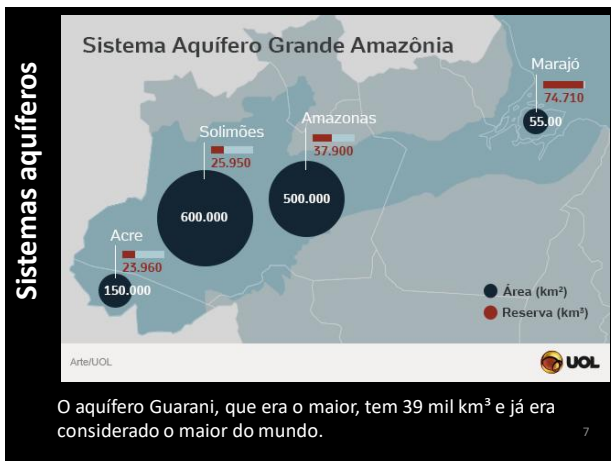 Sistemas aquíferos
Sistema Aquífero Grande Amazônia
Marajó
74.710
55.00
Amazonas
37.900
500.000
Solimões
25.950
600.000
Acre
23.960
150.000
Área (km²)
Reserva (km³)
Arte/UOL
UOL
O aquífero Guarani, que era o maior, tem 39 mil km³ e já era
considerado o maior do mundo.
7